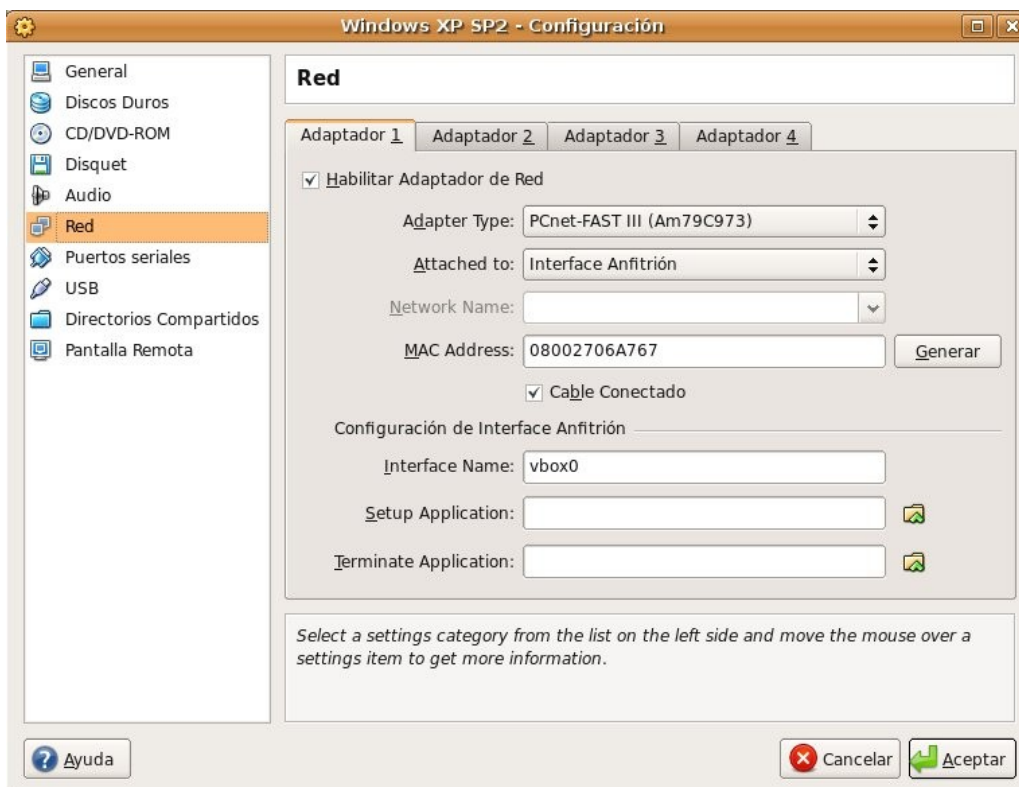 Windows XP SP2 - Configuración
General
Discos Duros
CD/DVD-ROM
Disquet
Audio
Red
Puertos seriales
USB
Directorios Compartidos
Pantalla Remota
Red
Adaptador 1 Adaptador 2 Adaptador 3 Adaptador 4
Habilitar Adaptador de Red
Adapter Type: PCnet-FAST III (Am79C973)
Attached to: Interface Anfitrión
Network Name:
MAC Address: 08002706A767 Generar
Cable Conectado
Configuración de Interface Anfitrión
Interface Name: vbox0
Setup Application:
Terminate Application:
Select a settings category from the list on the left side and move the mouse over a
settings item to get more information.
Ayuda Cancelar Aceptar